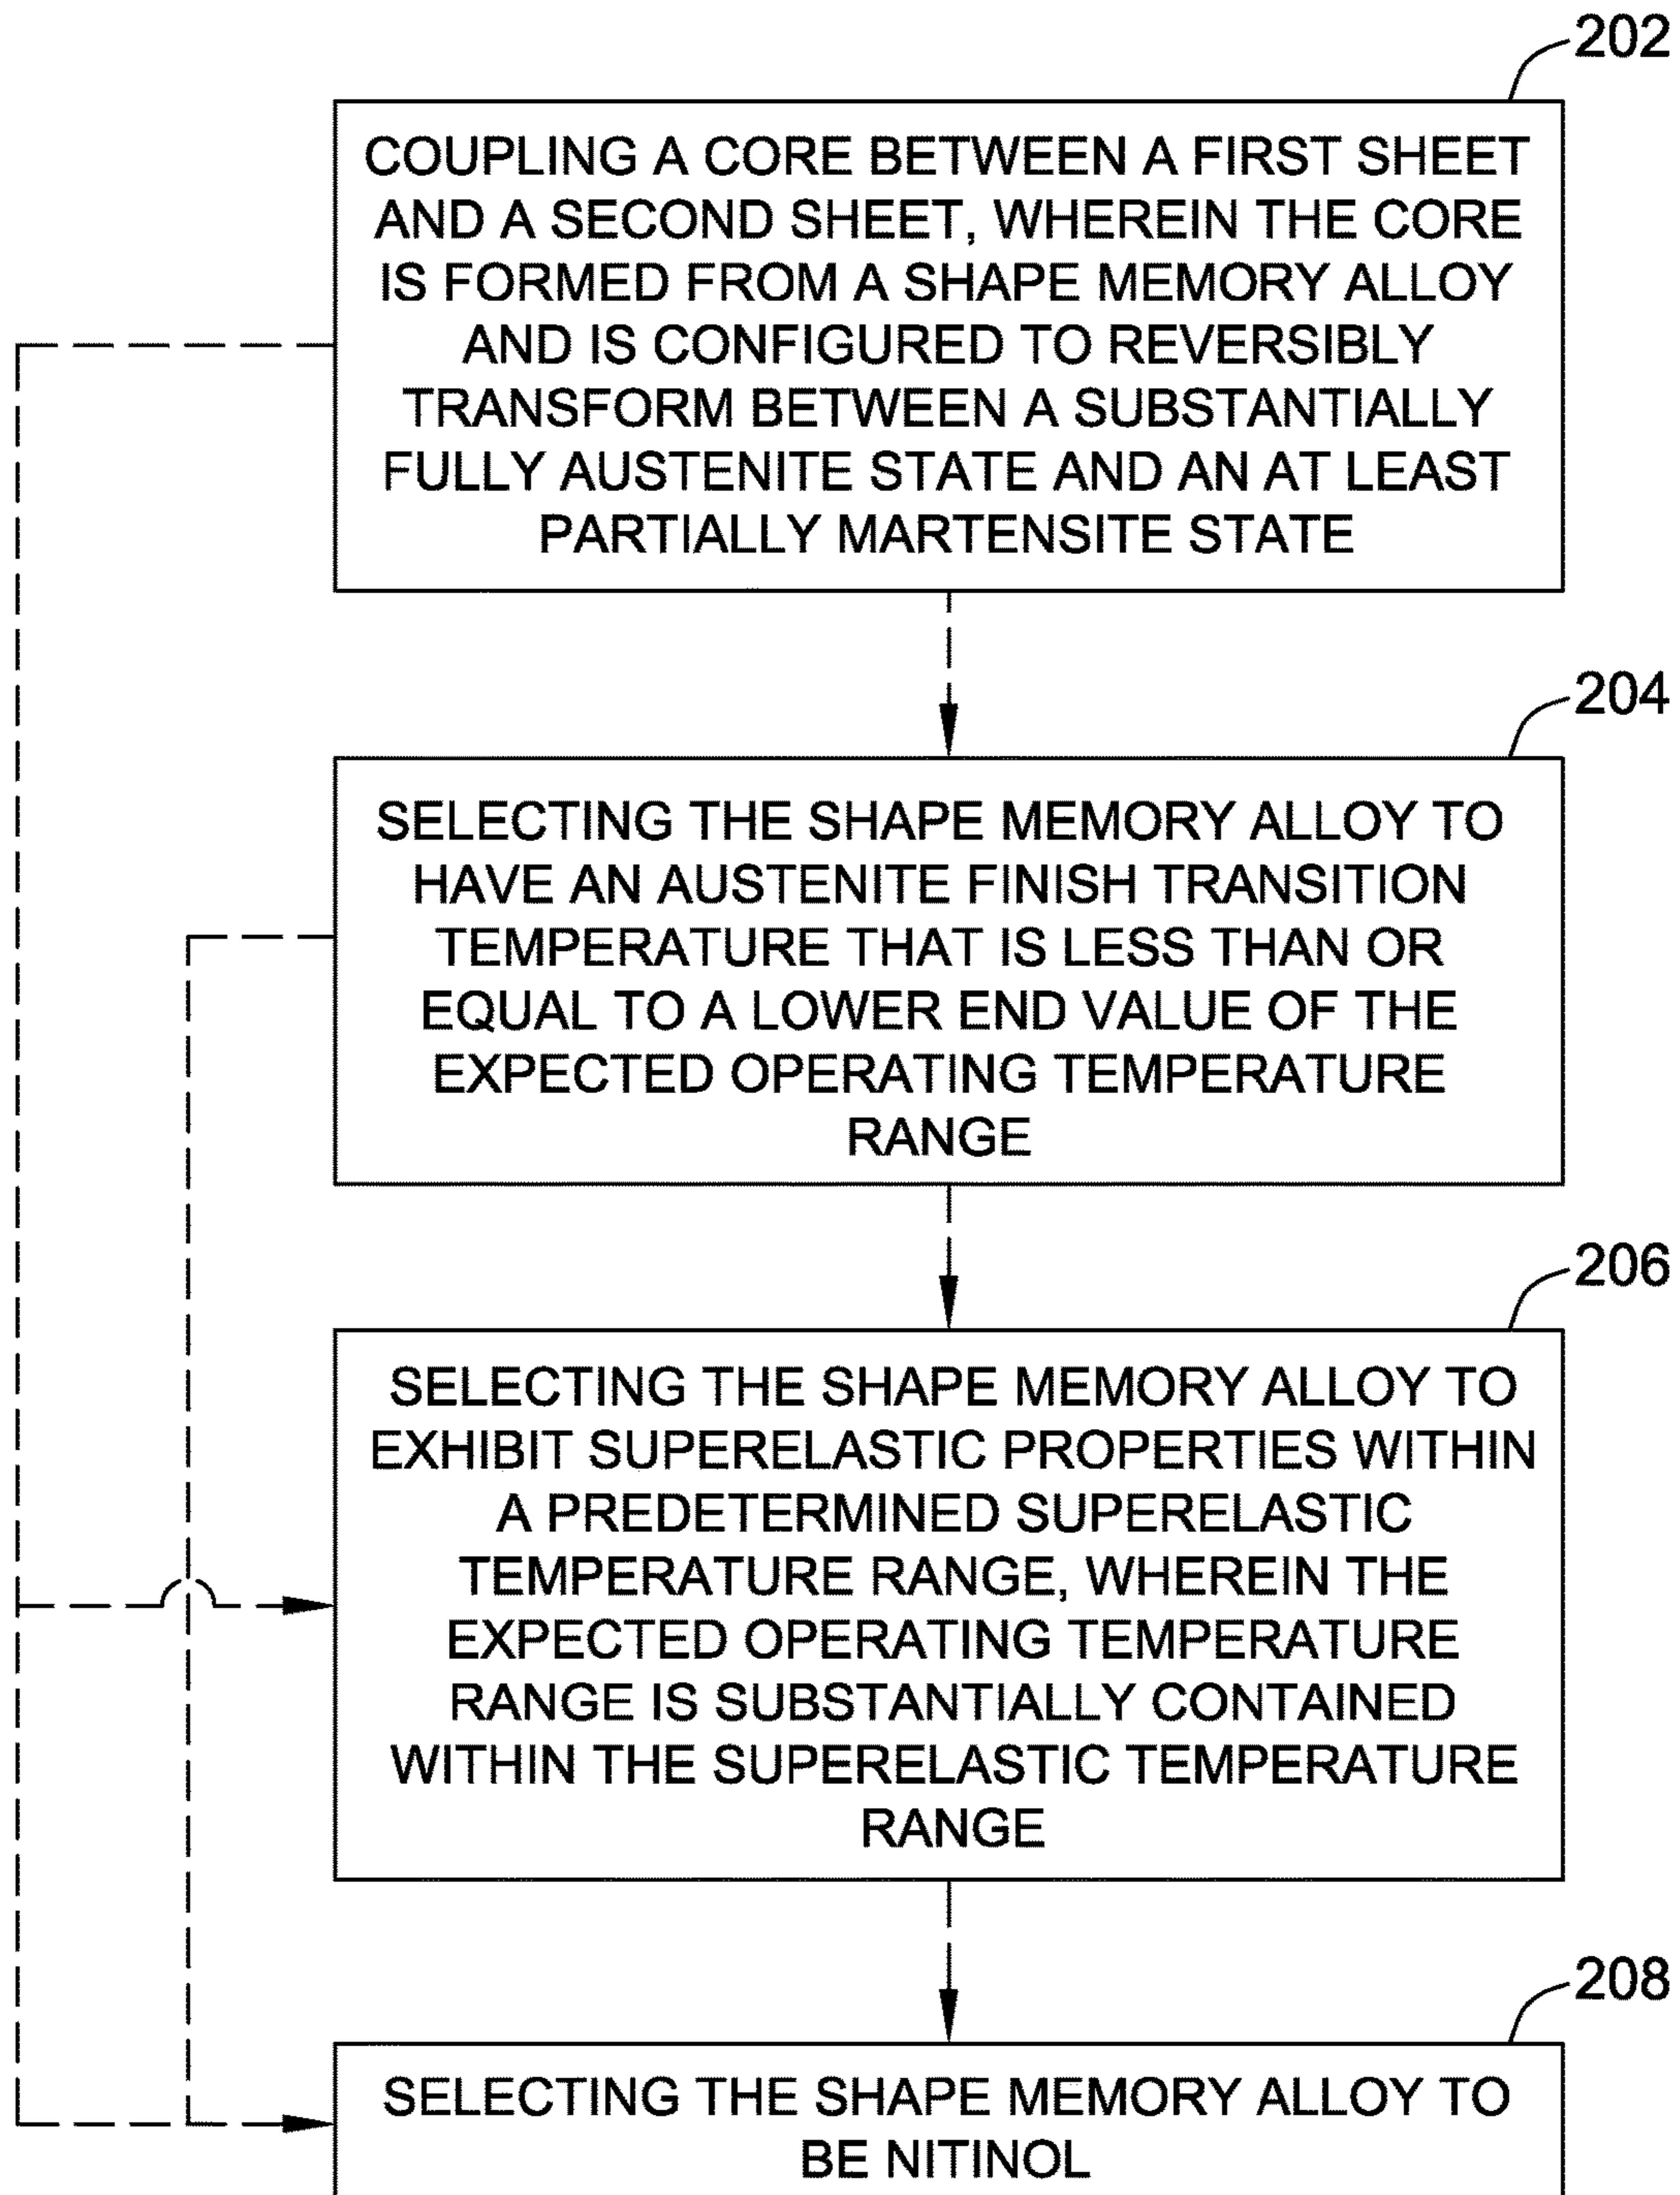 202
COUPLING A CORE BETWEEN A FIRST SHEET
AND A SECOND SHEET, WHEREIN THE CORE
IS FORMED FROM A SHAPE MEMORY ALLOY
AND IS CONFIGURED TO REVERSIBLY
TRANSFORM BETWEEN A SUBSTANTIALLY
FULLY AUSTENITE STATE AND AN AT LEAST
PARTIALLY MARTENSITE STATE
204
SELECTING THE SHAPE MEMORY ALLOY TO
HAVE AN AUSTENITE FINISH TRANSITION
TEMPERATURE THAT IS LESS THAN OR
EQUAL TO A LOWER END VALUE OF THE
EXPECTED OPERATING TEMPERATURE
RANGE
206
SELECTING THE SHAPE MEMORY ALLOY TO
EXHIBIT SUPERELASTIC PROPERTIES WITHIN
A PREDETERMINED SUPERELASTIC
TEMPERATURE RANGE, WHEREIN THE
EXPECTED OPERATING TEMPERATURE
RANGE IS SUBSTANTIALLY CONTAINED
WITHIN THE SUPERELASTIC TEMPERATURE
RANGE
208
SELECTING THE SHAPE MEMORY ALLOY TO
BE NITINOL